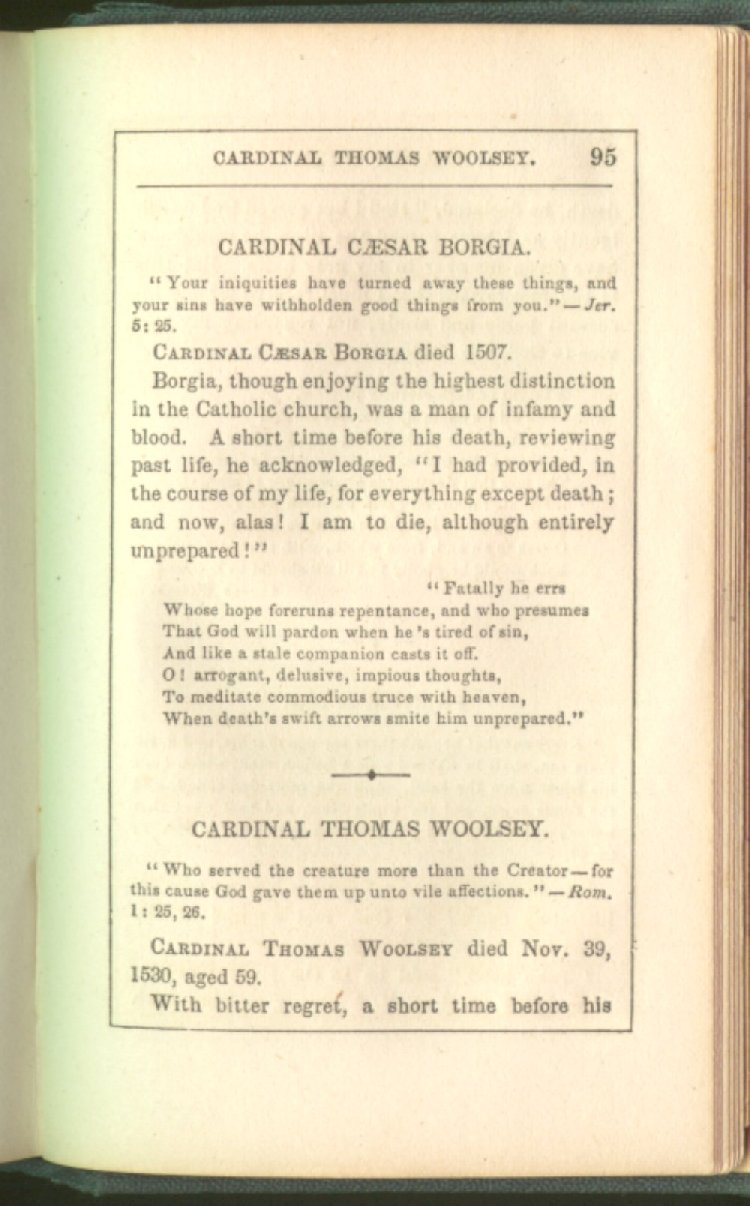 CARDINAL THOMAS WOOLSEY. 95
CARDINAL CÆSAR BORGIA.
"Your iniquities have turned away these things, and
your sins have withholden good things from you."—Jer.
5: 25.
CARDINAL CÆSAR BORGIA died 1507.
Borgia, though enjoying the highest distinction
in the Catholic church, was a man of infamy and
blood. A short time before his death, reviewing
past life, he acknowledged, "I had provided, in
the course of my life, for everything except death;
and now, alas! I am to die, although entirely
unprepared!"
"Fatally he errs
Whose hope foreruns repentance, and who presumes
That God will pardon when he 's tired of sin,
And like a stale companion casts it off.
O! arrogant, delusive, impious thoughts,
To meditate commodious truce with heaven,
When death's swift arrows smite him unprepared."
CARDINAL THOMAS WOOLSEY.
"Who served the creature more than the Creator—for
this cause God gave them up unto vile affections."—Rom.
1: 25, 26.
CARDINAL THOMAS WOOLSEY died Nov. 39,
1530, aged 59.
With bitter regret, a short time before his